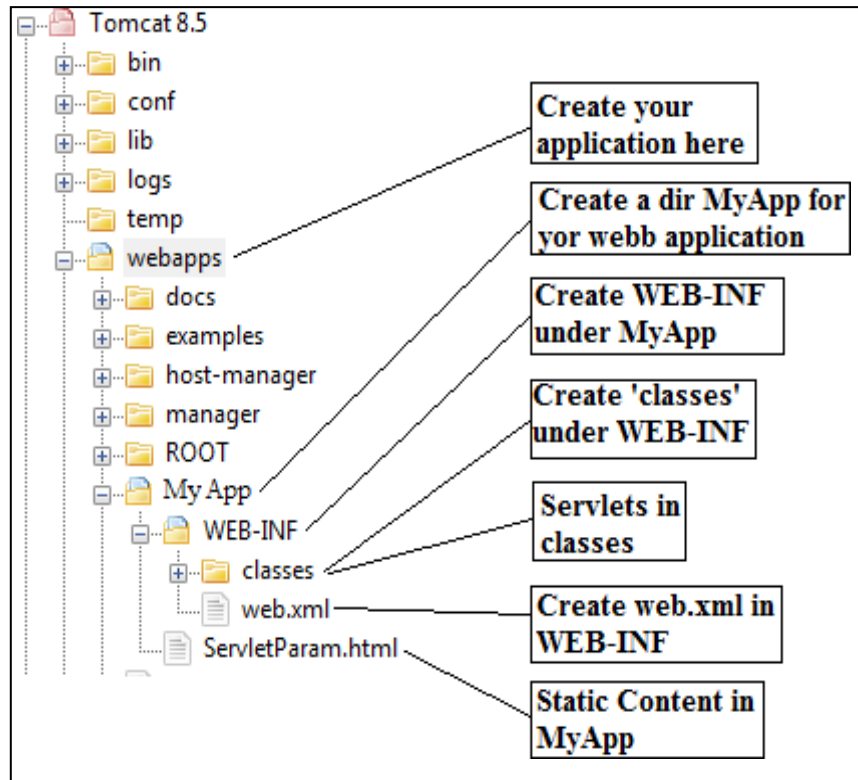 Tomcat 8.5
bin
conf
lib
logs
temp
webapps
docs
examples
host-manager
manager
ROOT
My App
WEB-INF
classes
web.xml
ServletParam.html
Create your
application here
Create a dir MyApp for
yor webb application
Create WEB-INF
under MyApp
Create 'classes'
under WEB-INF
Servlets in
classes
Create web.xml in
WEB-INF
Static Content in
MyApp